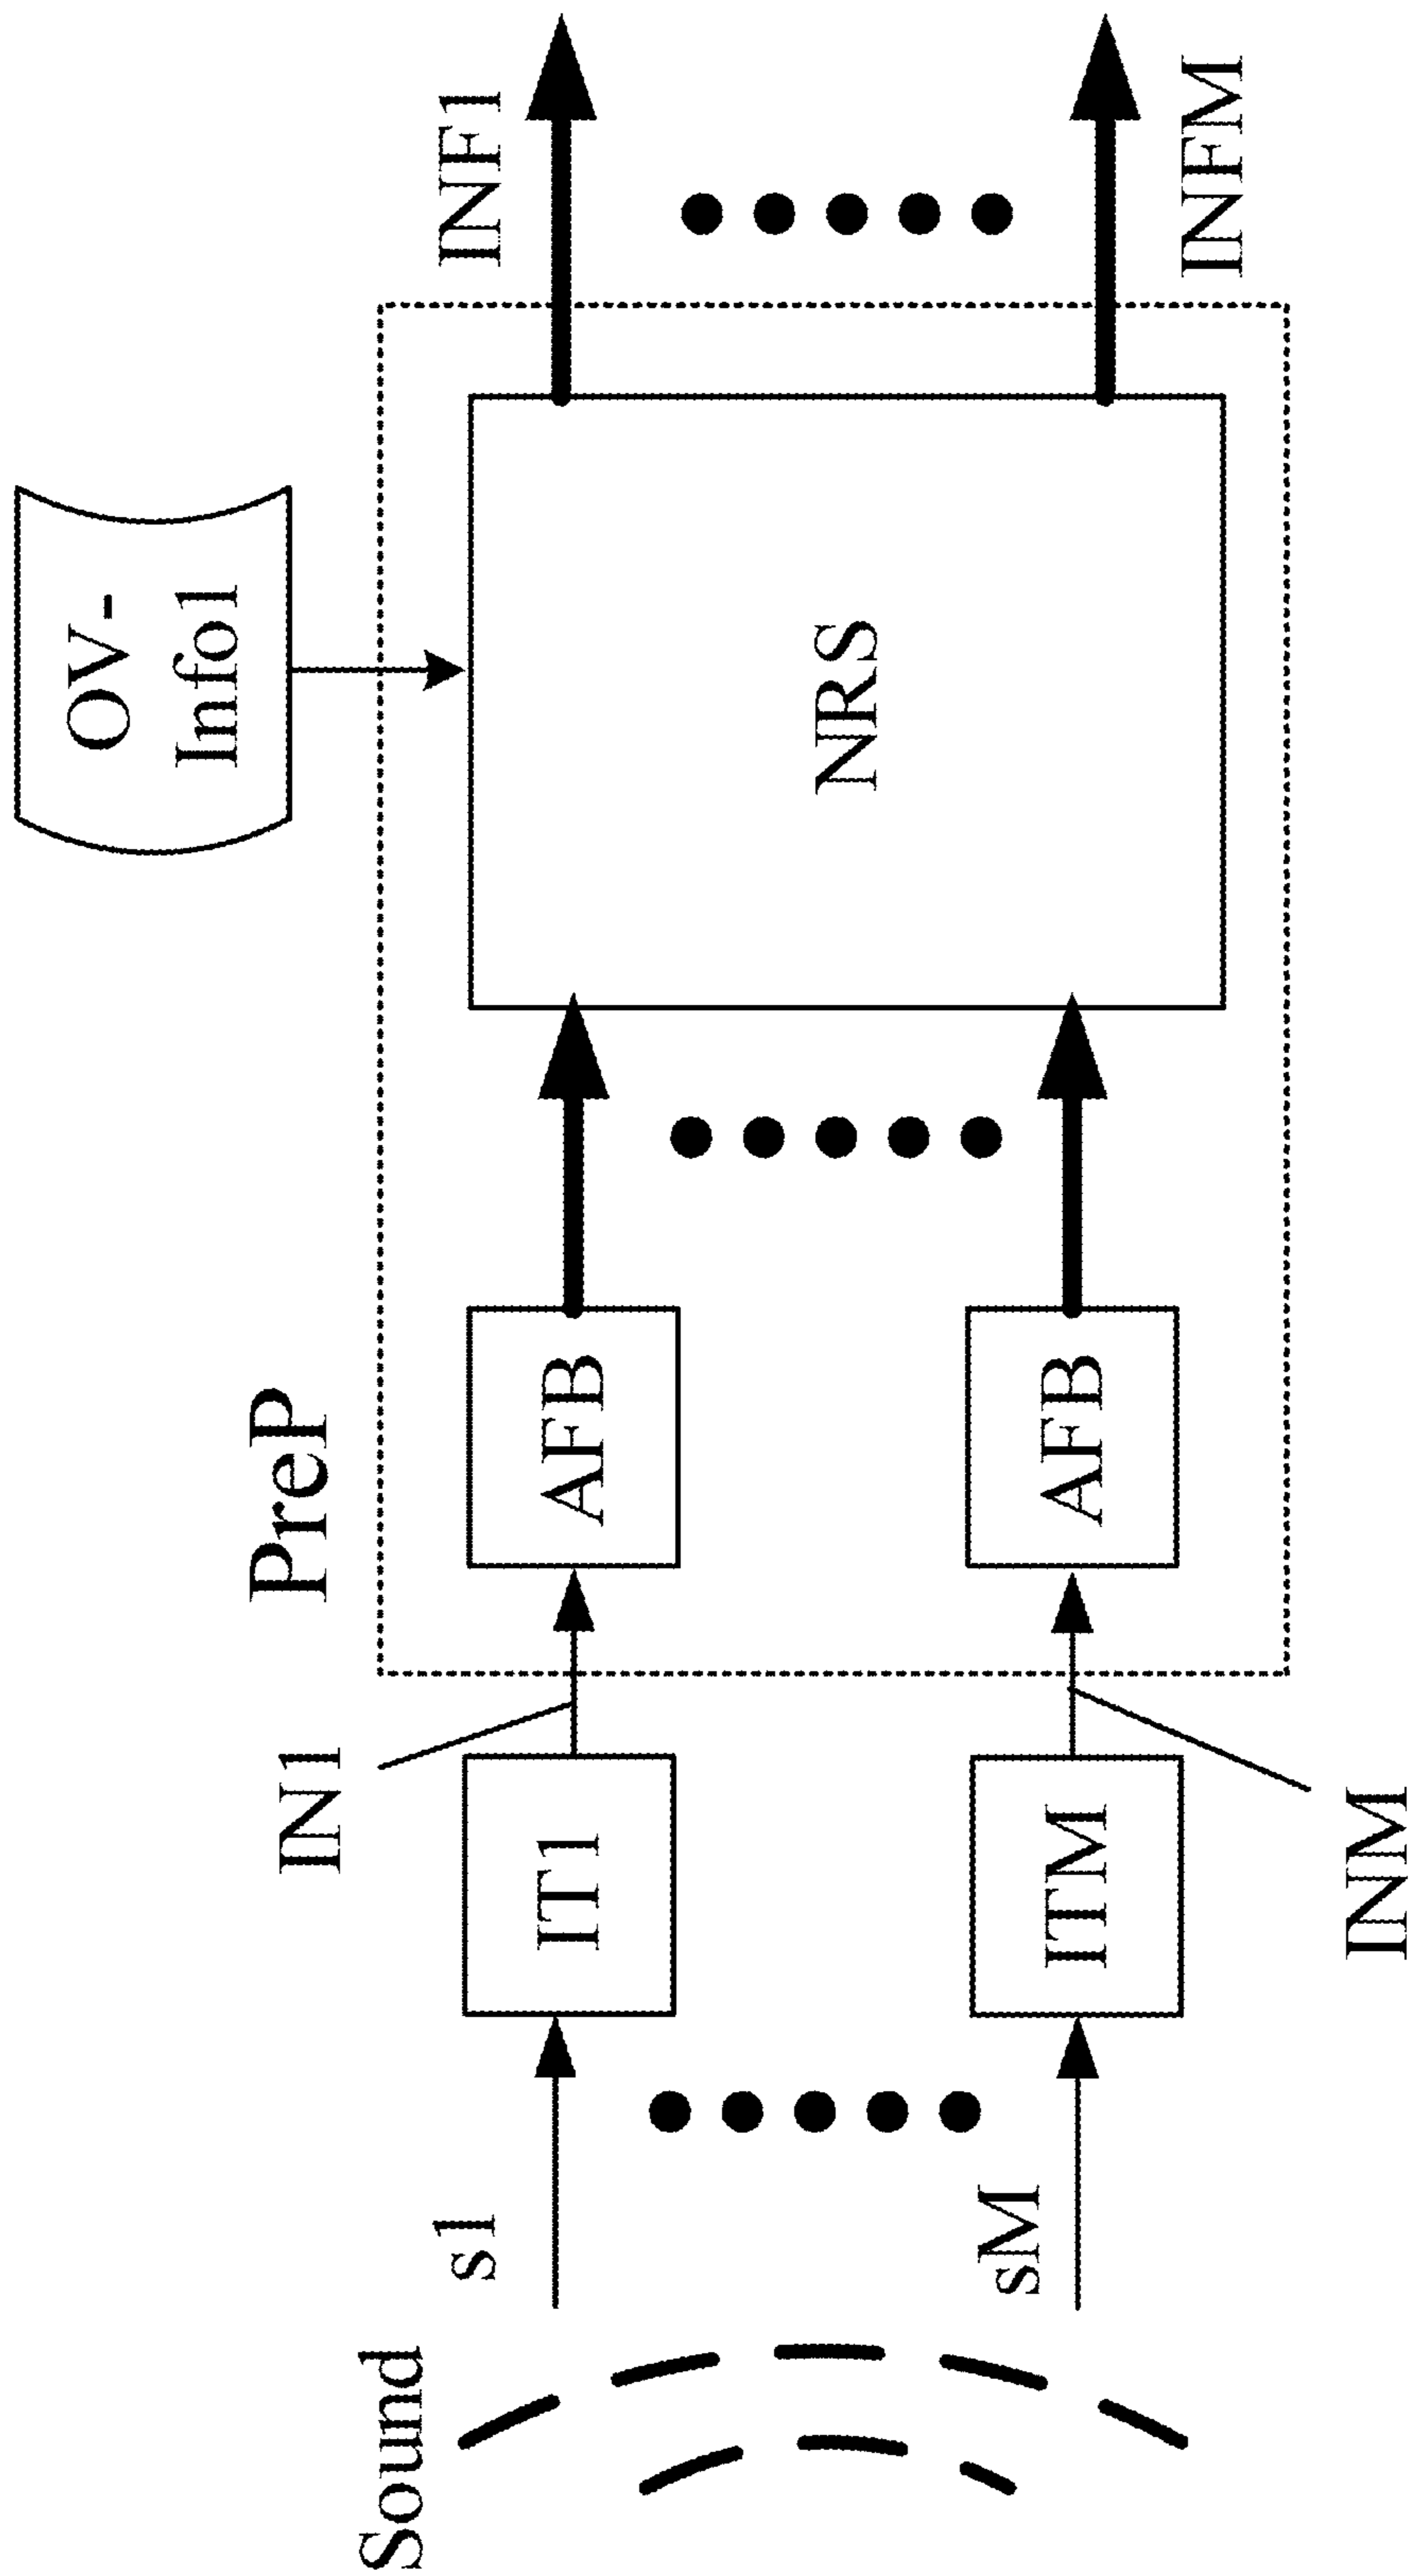 Sound
s1
sM
IT1
ITM
IN1
INM
PreP
AFB
AFB
NRS
OV-
Info1
INF1
INFM